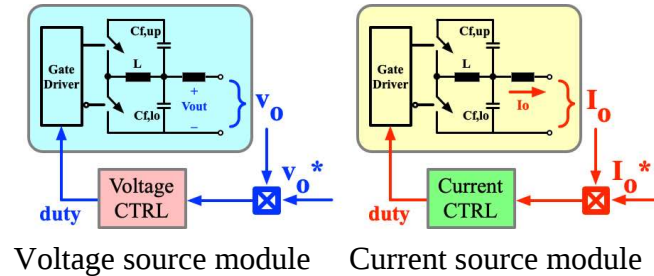 Gate
Driver
Cf,up
L
+
Vout
−
Cf,lo
vo
vo*
Voltage
CTRL
duty
Voltage source module
Gate
Driver
Cf,up
L
Io
Cf,lo
Io
Io*
Current
CTRL
duty
Current source module